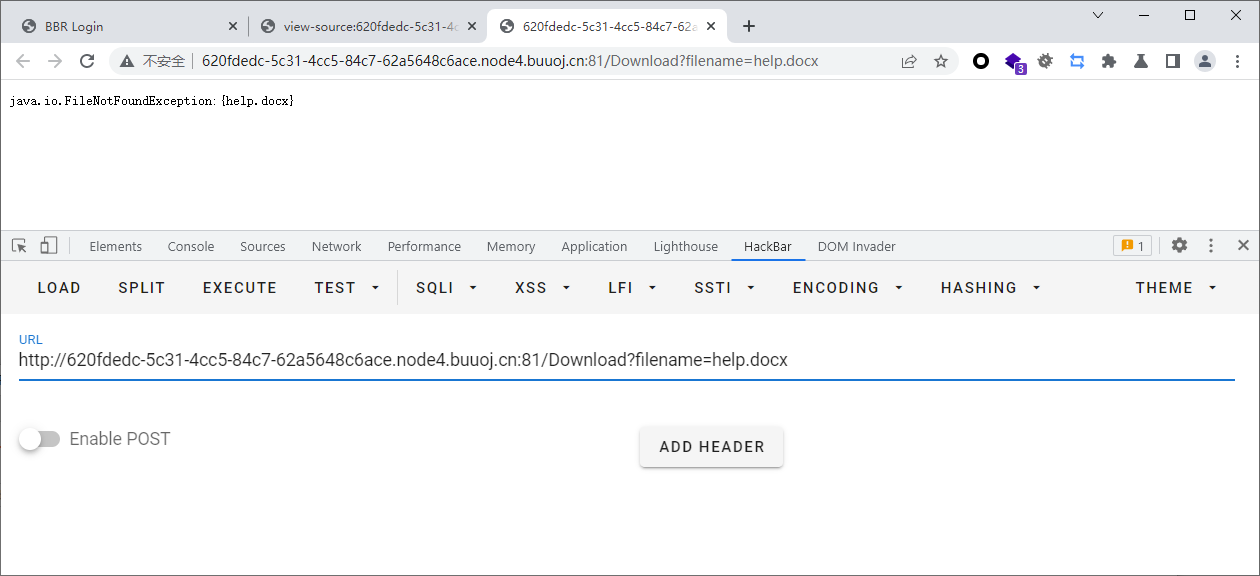 BBR Login
view-source:620fdedc-5c31-4c
620fdedc-5c31-4cc5-84c7-62a
不安全
620fdedc-5c31-4cc5-84c7-62a5648c6ace.node4.buuoj.cn:81/Download?filename=help.docx
3
java.io.FileNotFoundException: {help.docx}
Elements Console Sources Network Performance Memory Application Lighthouse HackBar DOM Invader 1
LOAD SPLIT EXECUTE TEST SQLI XSS LFI SSTI ENCODING HASHING THEME
URL
http://620fdedc-5c31-4cc5-84c7-62a5648c6ace.node4.buuoj.cn:81/Download?filename=help.docx
Enable POST
ADD HEADER